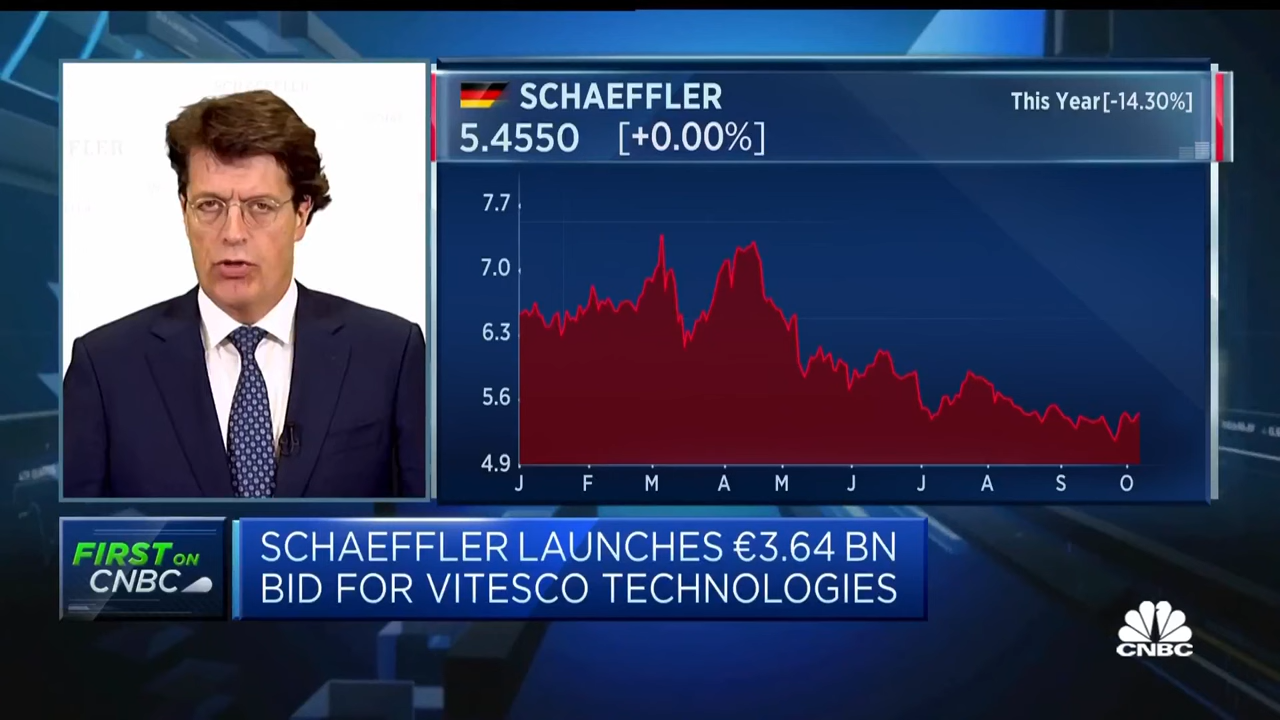 SCHAEFFLER
This Year[-14.30%]
5.4550 [+0.00%]
7.7
7.0
6.3
5.6
4.9
J F M A M J J A S O
FFLER
FIRST ON
CNBC
SCHAEFFLER LAUNCHES €3.64 BN
BID FOR VITESCO TECHNOLOGIES
CNBC